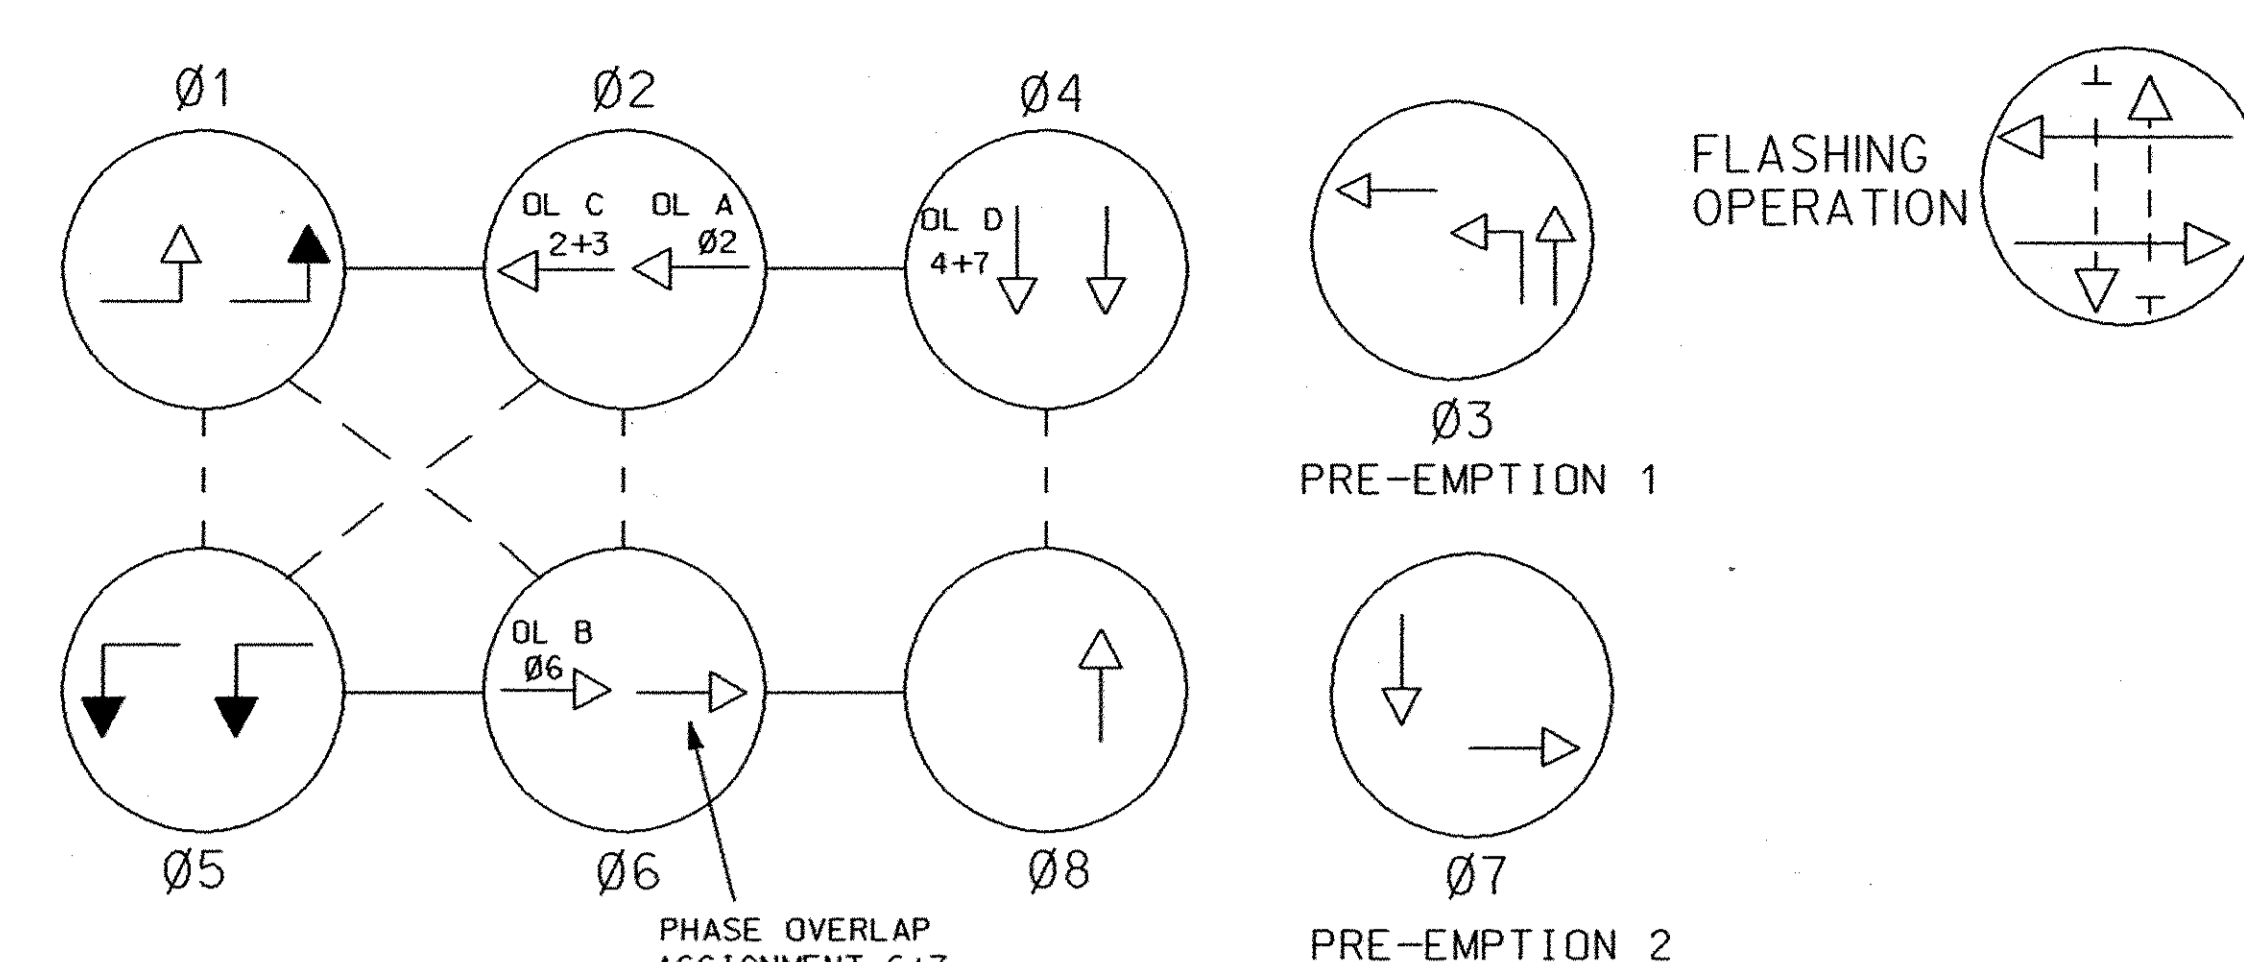 Ø1
Ø2
Ø4
OL C
2+3
OL A
Ø2
OL D
4+7
FLASHING
OPERATION
Ø3
PRE-EMPTION 1
OL B
Ø6
Ø5
Ø6
Ø8
Ø7
PHASE OVERLAP
PRE-EMPTION 2